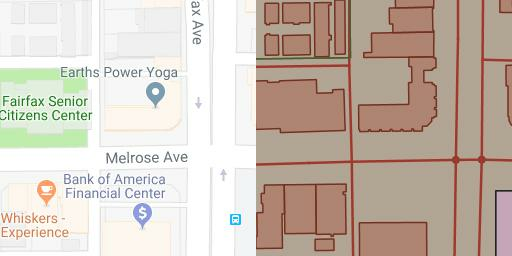 ax Ave
Earths Power Yoga
Fairfax Senior
Citizens Center
Melrose Ave
Bank of America
Financial Center
Whiskers -
Experience
$